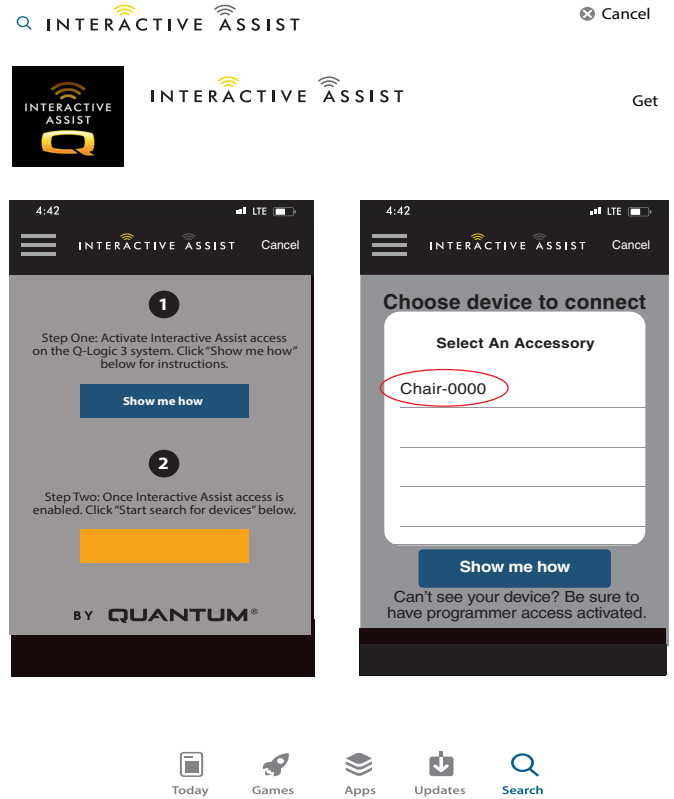 INTERACTIVE ASSIST
Cancel
INTERACTIVE
ASSIST
Q
INTERACTIVE ASSIST
Get
4:42
LTE
INTERACTIVE ASSIST
Cancel
1
Step One: Activate Interactive Assist access
on the Q-Logic 3 system. Click “Show me how”
below for instructions.
Show me how
2
Step Two: Once Interactive Assist access is
enabled. Click “Start search for devices” below.
BY QUANTUM®
4:42
LTE
INTERACTIVE ASSIST
Cancel
Choose device to connect
Select An Accessory
Chair-0000
Show me how
Can’t see your device? Be sure to
have programmer access activated.
Today
Games
Apps
Updates
Search